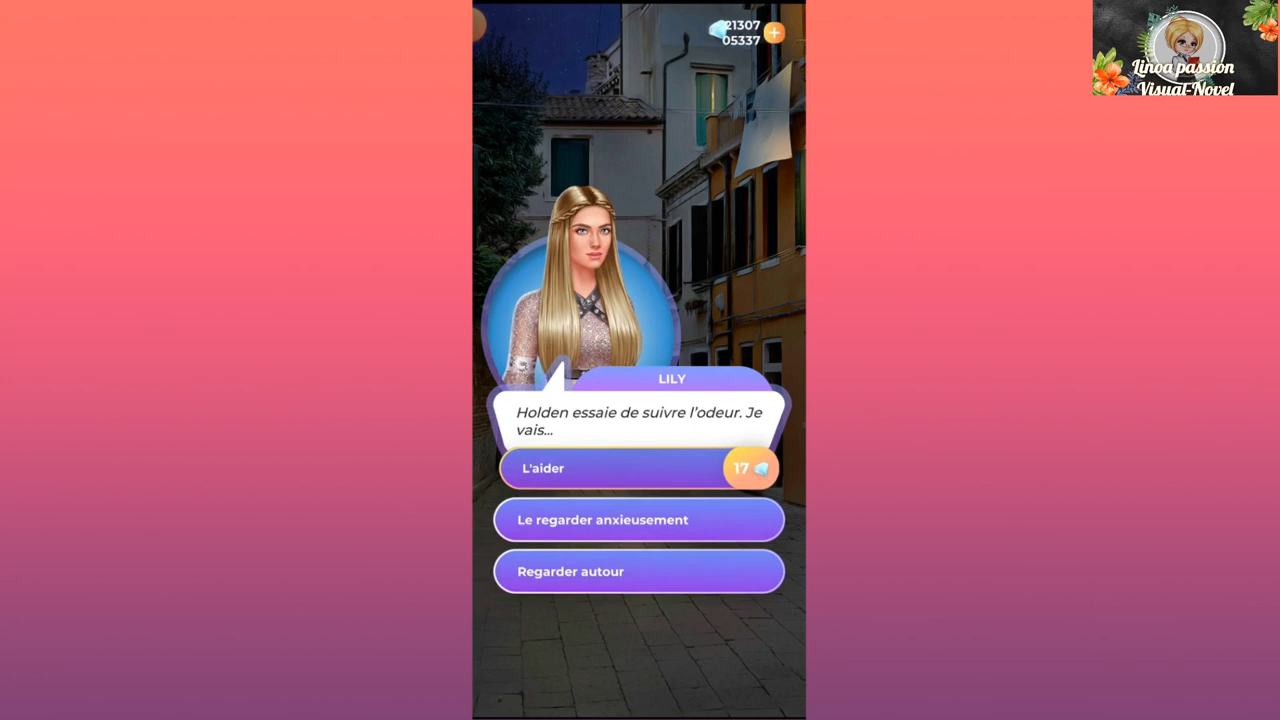 21307
05337
Linoa passion
Visual-Novel
LILY
Holden essaie de suivre l'odeur. Je
vais...
L'aider
17
Le regarder anxieusement
Regarder autour